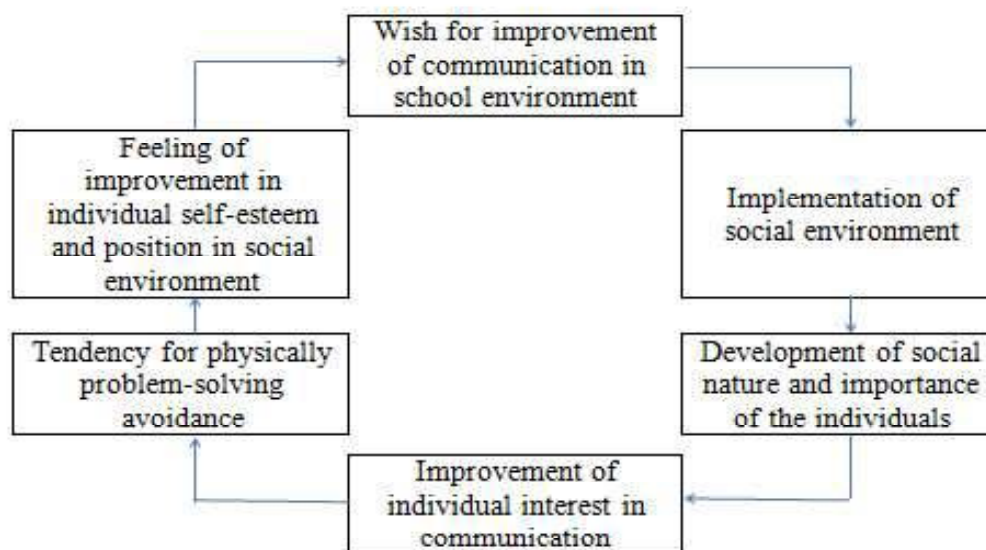 Wish for improvement
of communication in
school environment
Feeling of
improvement in
individual self-esteem
and position in social
environment
Implementation of
social environment
Tendency for physically
problem-solving
avoidance
Development of social
nature and importance
of the individuals
Improvement of
individual interest in
communication